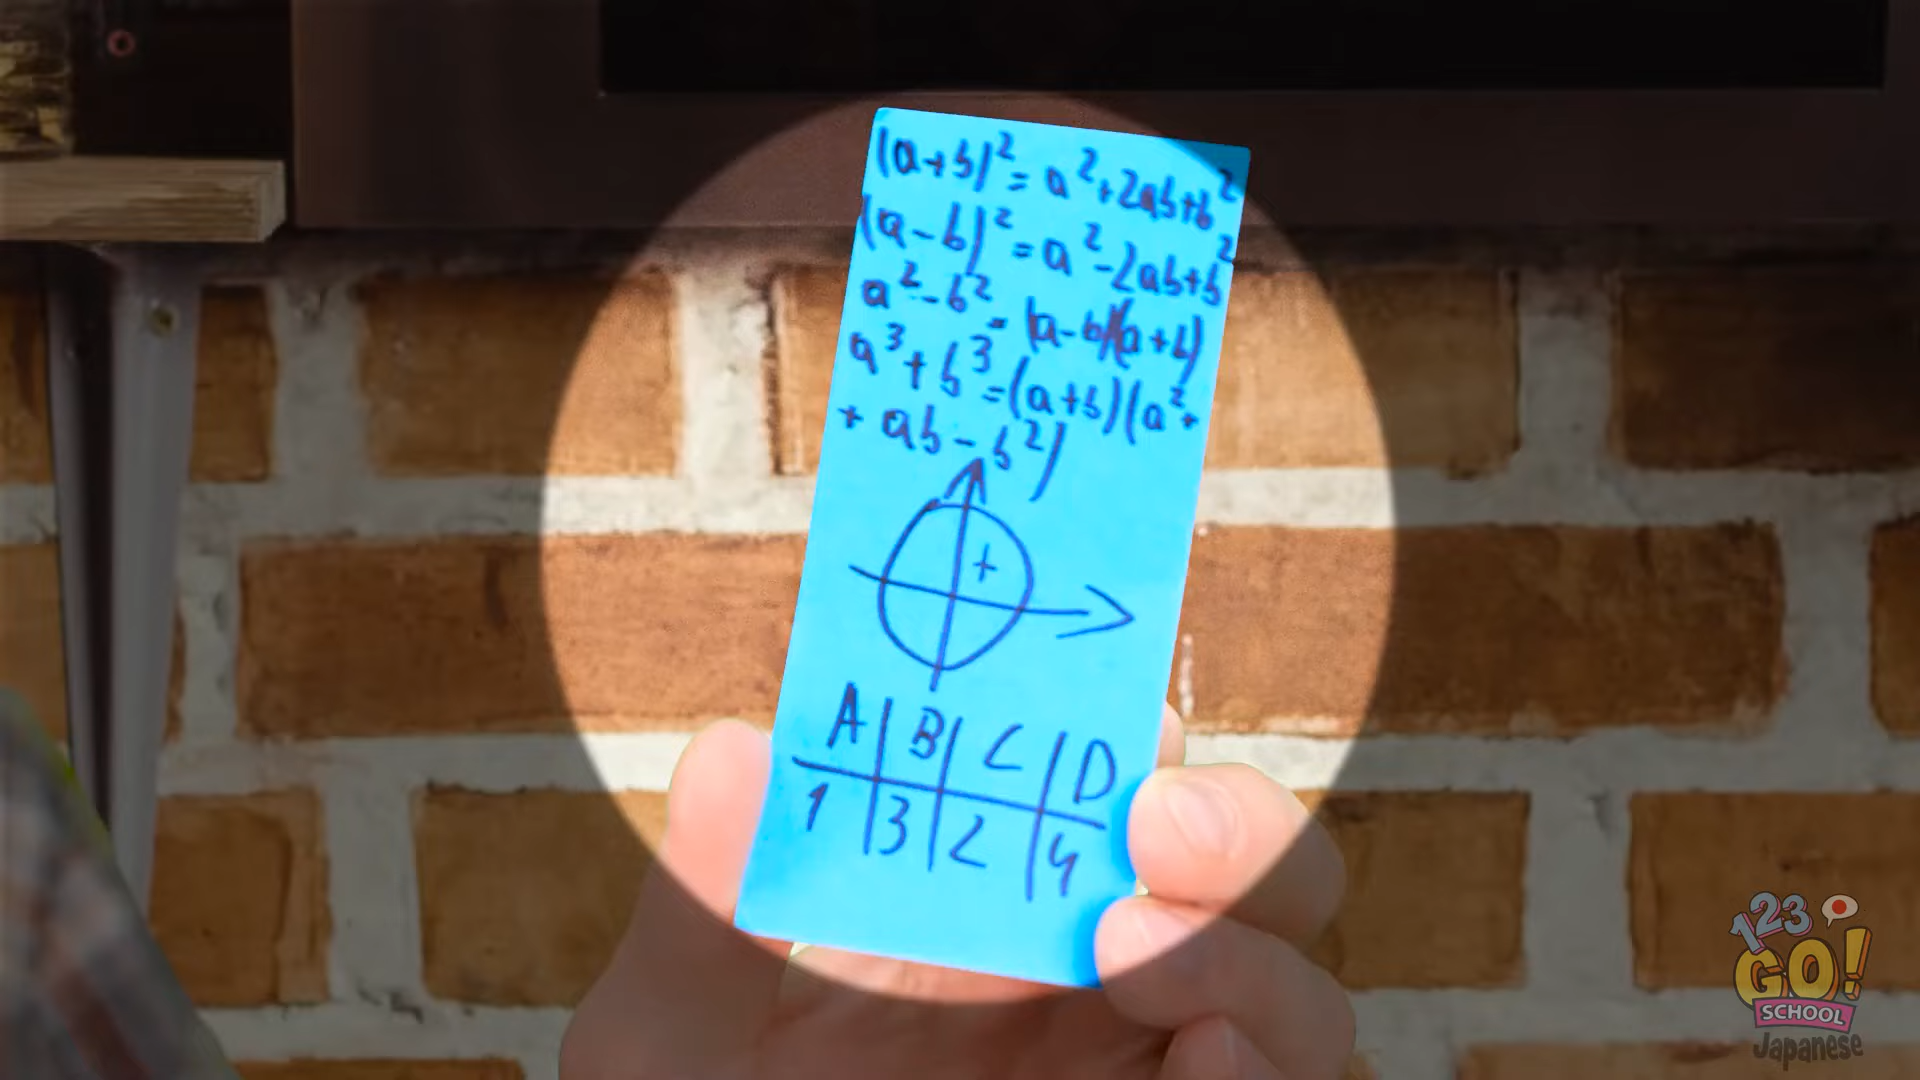 (a+b)²= a²+2ab+b²
(a-b)²=a²-2ab+b²
a²-b²=(a-b)(a+b)
a³+b³=(a+b)(a²+
+ab-b²)
+
A | B | C | D
1 | 3 | 2 | 4
123
GO!
SCHOOL
Japanese